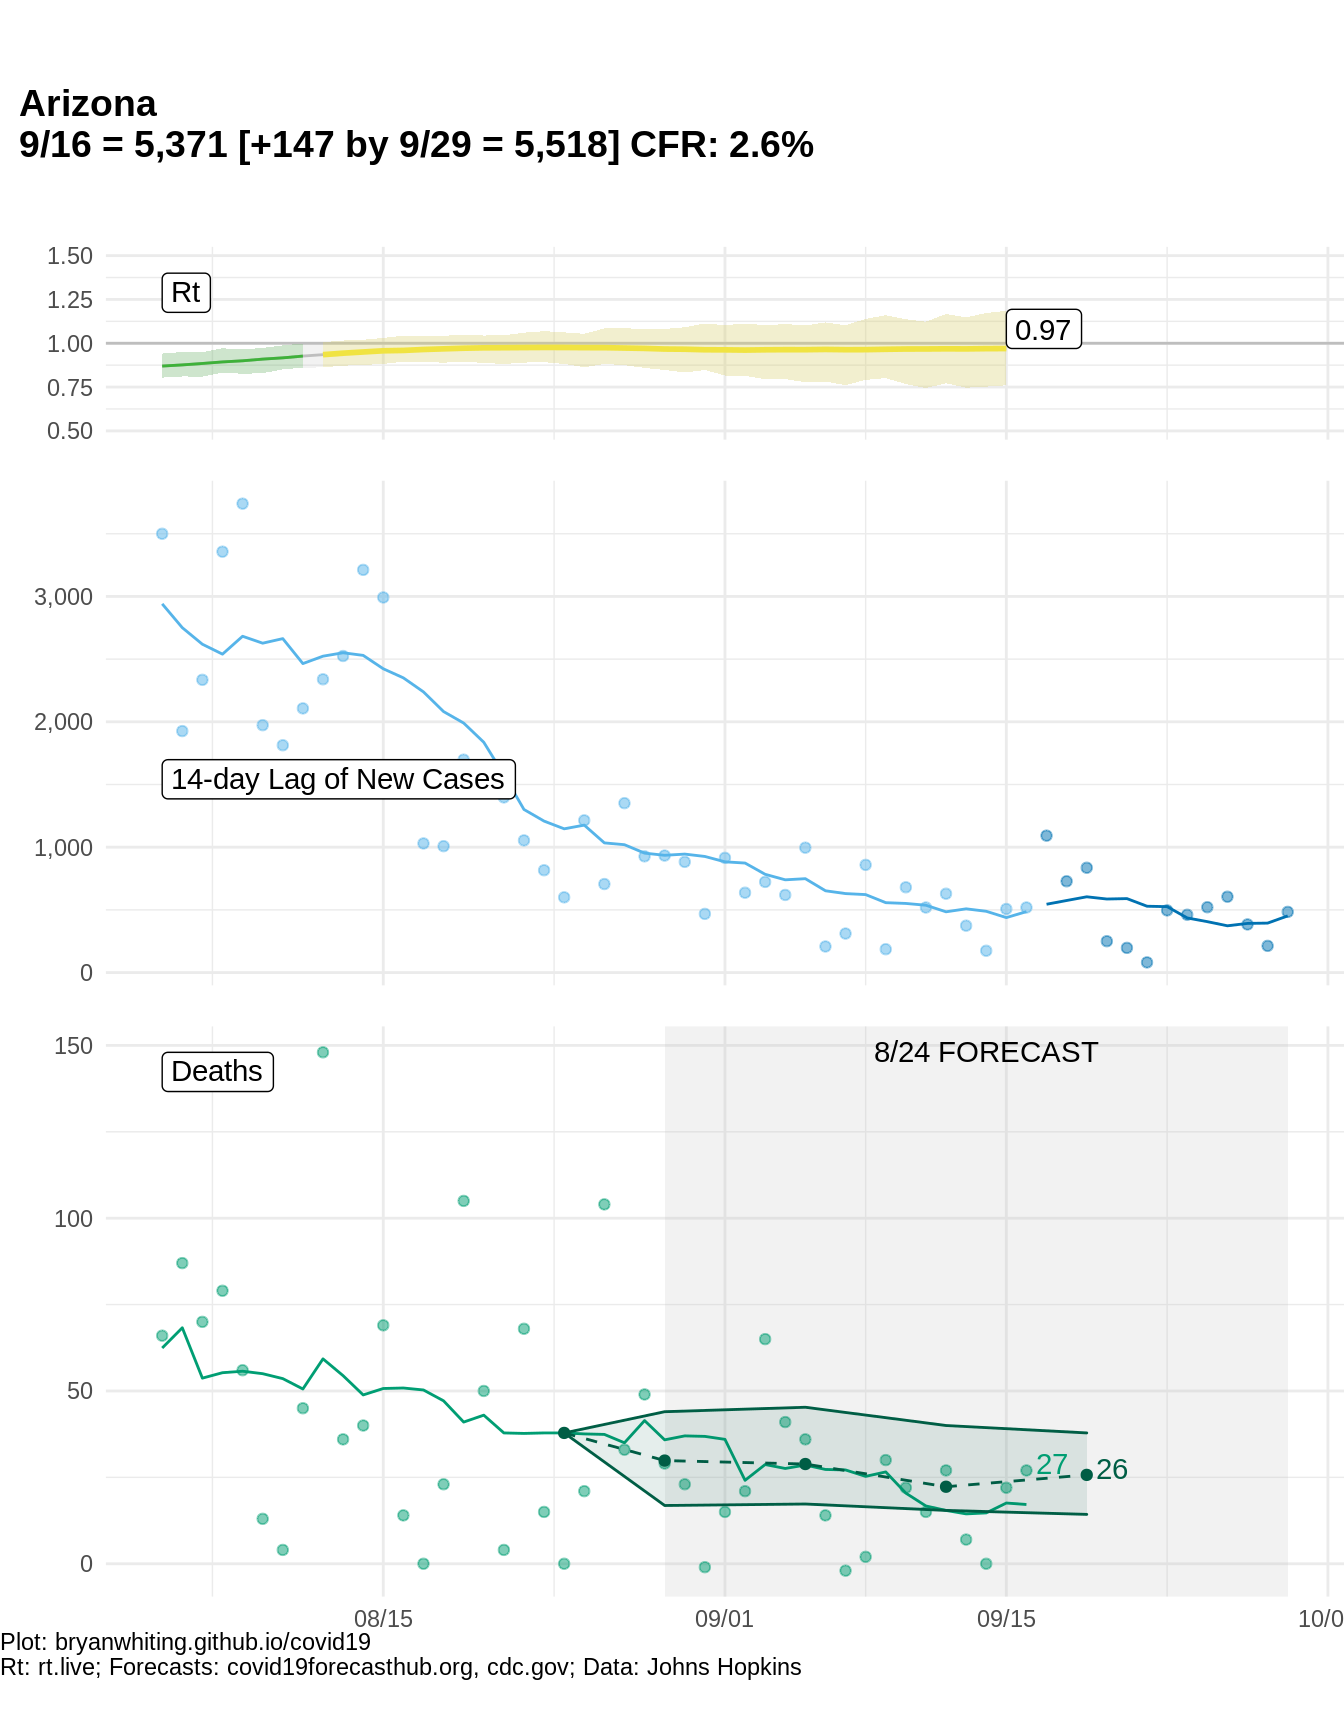 Arizona
9/16 = 5,371 [+147 by 9/29 = 5,518] CFR: 2.6%
1.50
Rt
1.25
0.97
1.00
0.75
0.50
3,000
2,000
14-day Lag of New Cases
1,000
0
150
8/24 FORECAST
Deaths
100
50
27
26
0
08/15
09/01
09/15
10/0
Plot: bryanwhiting.github.io/covid19
Rt: rt.live; Forecasts: covid19forecasthub.org, cdc.gov; Data: Johns Hopkins